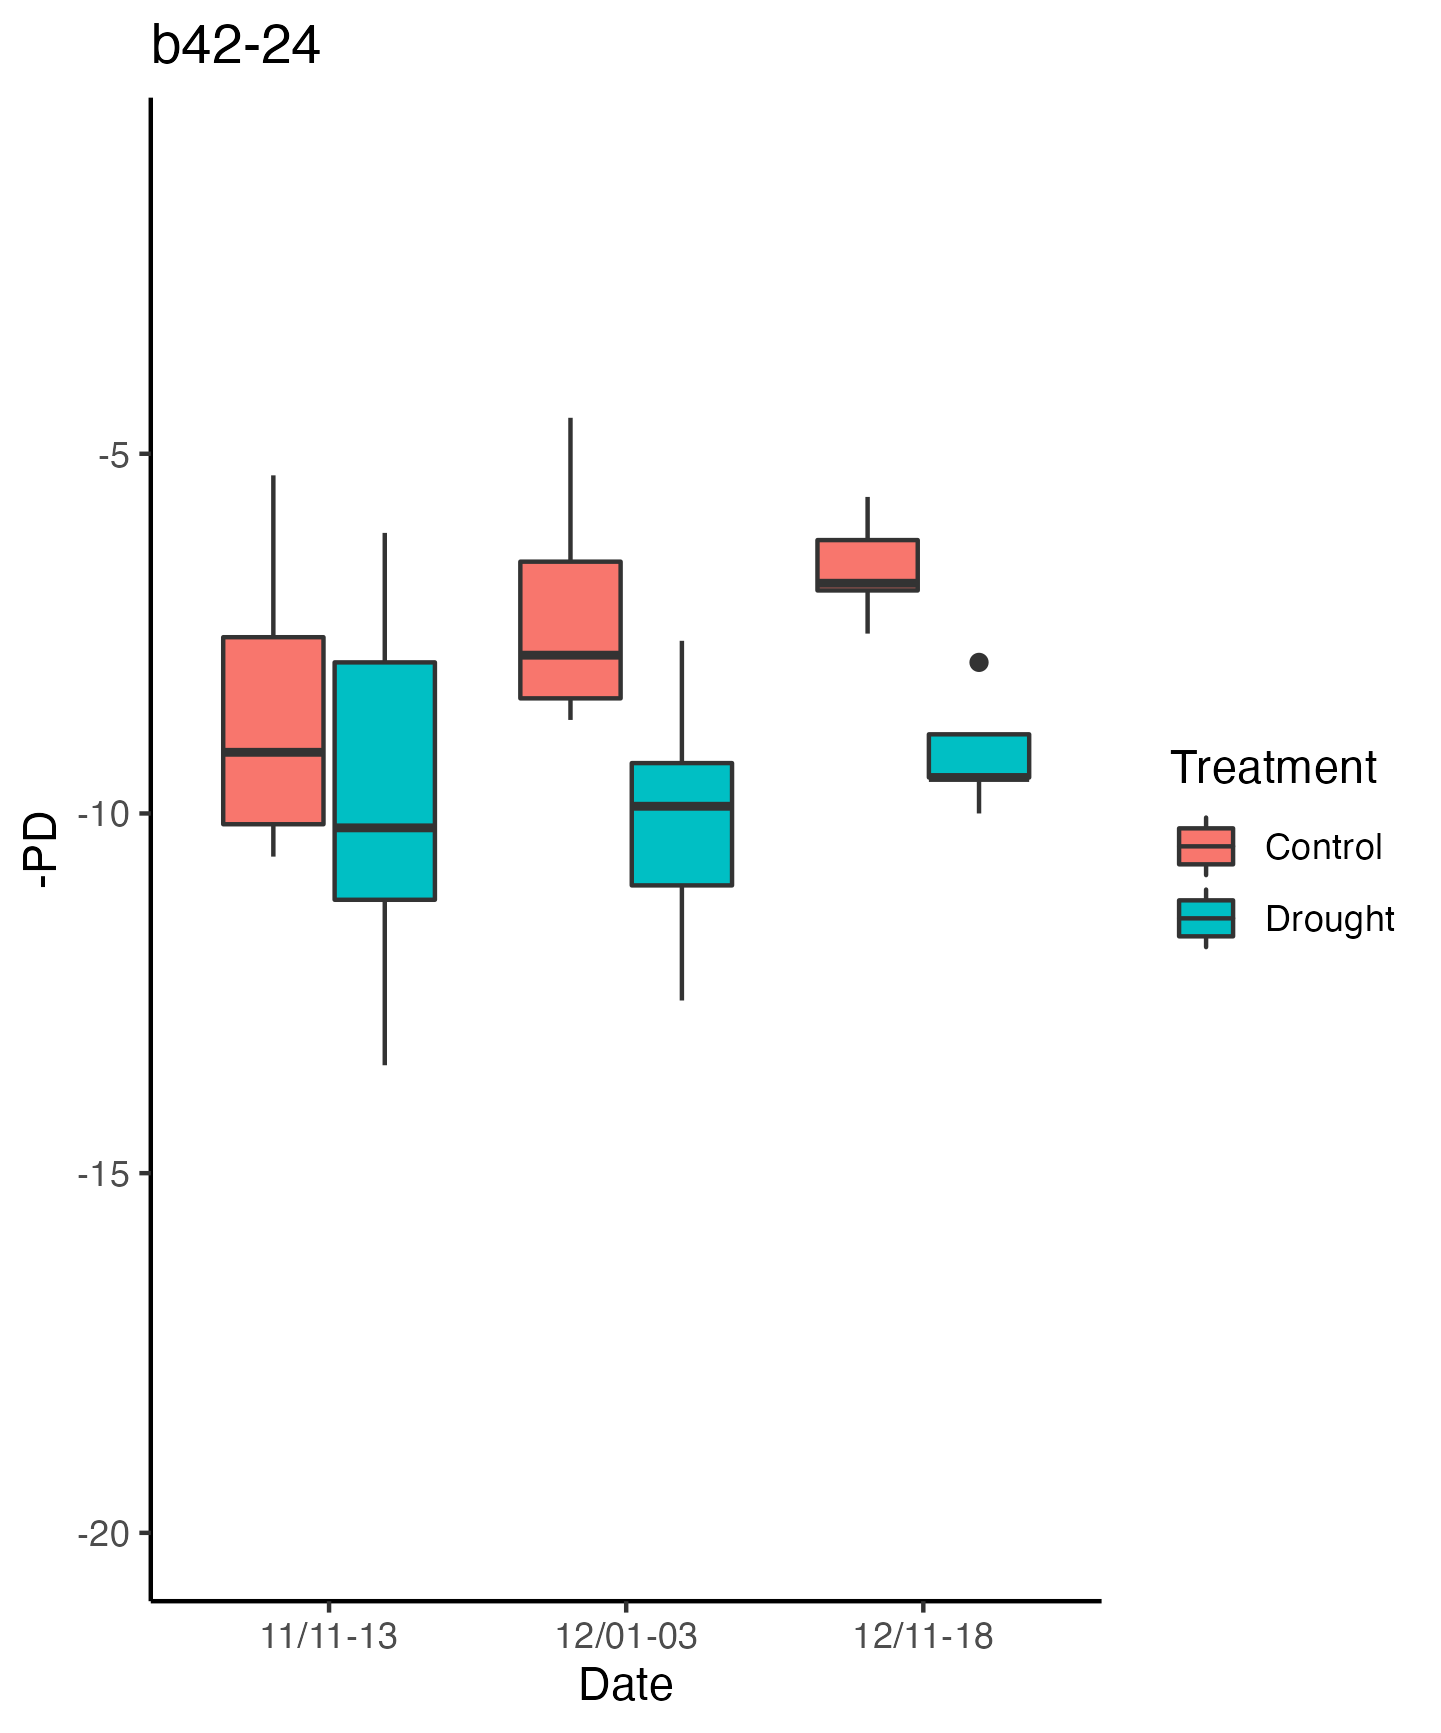 b42-24
-PD
-5
-10
-15
-20
11/11-13 12/01-03 12/11-18
Date
Treatment
Control
Drought